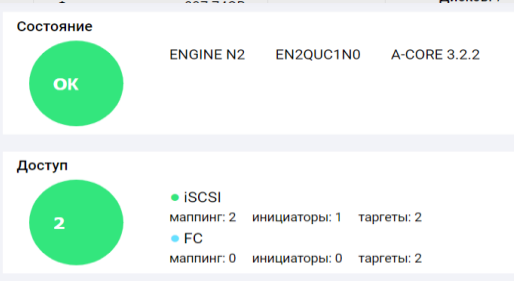 Состояние
OK
ENGINE N2 EN2QUC1N0 A-CORE 3.2.2
Доступ
2
iSCSI
маппинг: 2 инициаторы: 1 таргеты: 2
FC
маппинг: 0 инициаторы: 0 таргеты: 2